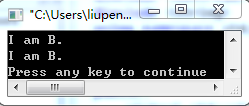 "C:\Users\liupen...
I am B.
I am B.
Press any key to continue